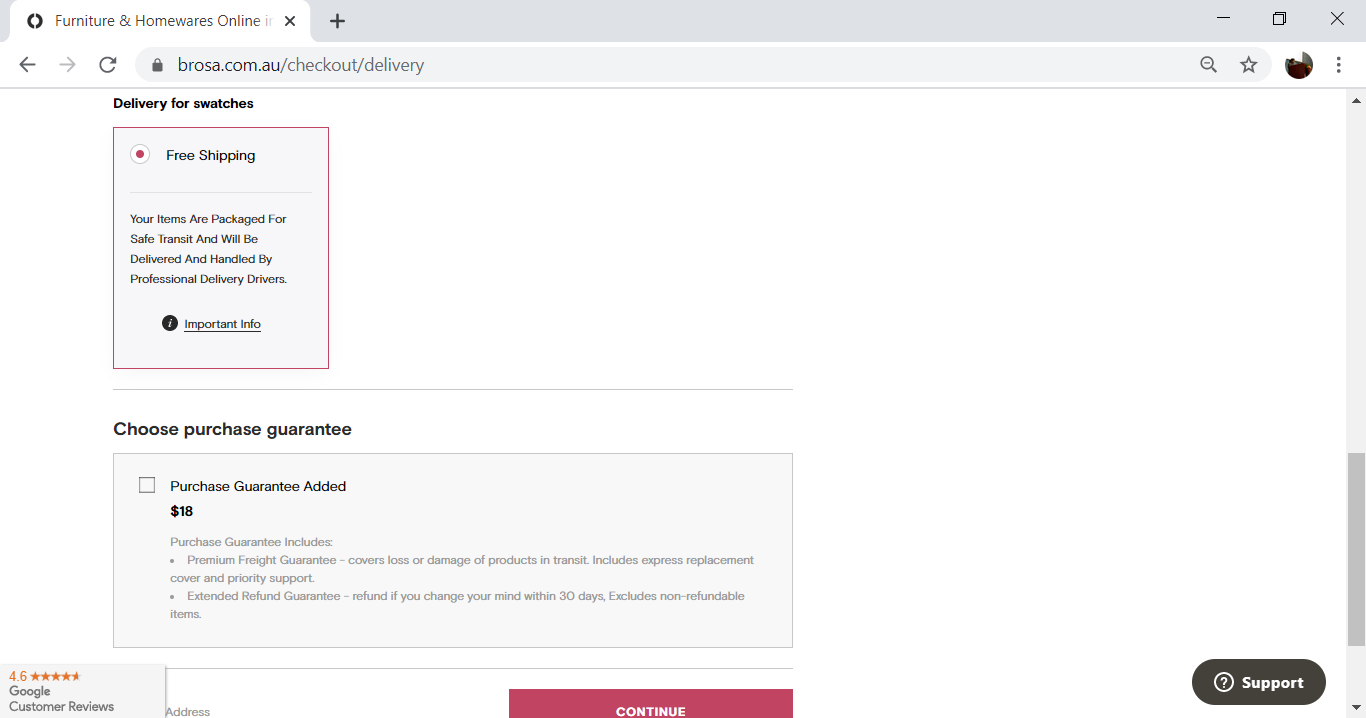 Furniture & Homewares Online in
brosa.com.au/checkout/delivery
Delivery for swatches
Free Shipping
Your Items Are Packaged For
Safe Transit And Will Be
Delivered And Handled By
Professional Delivery Drivers.
i Important Info
Choose purchase guarantee
Purchase Guarantee Added
$18
Purchase Guarantee Includes:
• Premium Freight Guarantee - covers loss or damage of products in transit. Includes express replacement
cover and priority support.
• Extended Refund Guarantee - refund if you change your mind within 30 days, Excludes non-refundable
items.
4.6 ★★★★★
Google
Customer Reviews
Address
CONTINUE
? Support